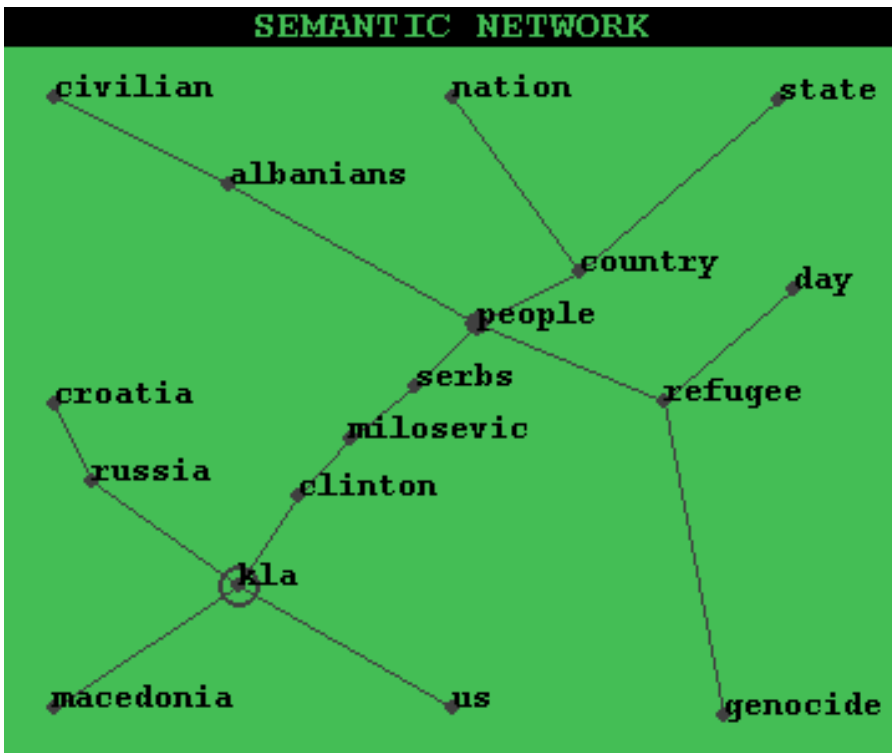 SEMANTIC NETWORK
civilian
nation
state
albanians
country
day
people
serbs
refugee
croatia
milosevic
russia
clinton
kla
macedonia
us
genocide